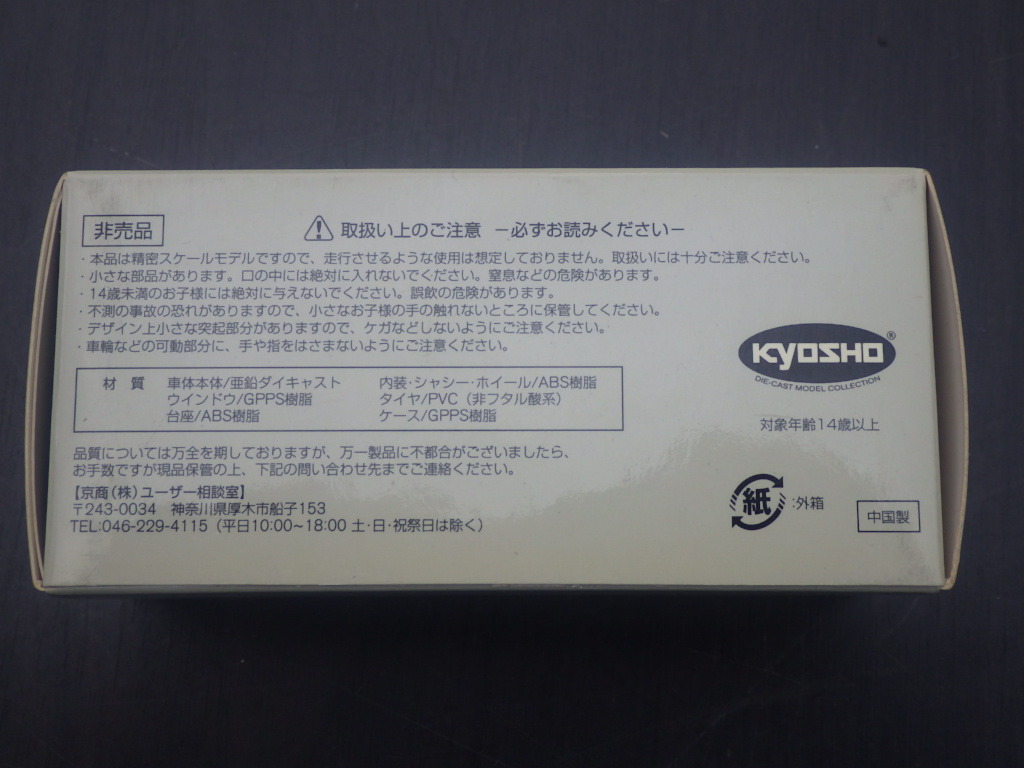 非売品
⚠ 取扱い上のご注意 －必ずお読みください－
・本品は精密スケールモデルですので、走行させるような使用は想定しておりません。取扱いには十分ご注意ください。
・小さな部品があります。口の中には絶対に入れないでください。窒息などの危険があります。
・14歳未満のお子様には絶対に与えないでください。誤飲の危険があります。
・不測の事故の恐れがありますので、小さなお子様の手の触れないところに保管してください。
・デザイン上小さな突起部分がありますので、ケガなどしないようにご注意ください。
・車輪などの可動部分に、手や指をはさまないようにご注意ください。
KYOSHO®
DIE-CAST MODEL COLLECTION
対象年齢14歳以上
材 質 車体本体/亜鉛ダイキャスト 内装・シャシー・ホイール/ABS樹脂
ウインドウ/GPPS樹脂 タイヤ/PVC（非フタル酸系）
台座/ABS樹脂 ケース/GPPS樹脂
品質については万全を期しておりますが、万一製品に不都合がございましたら、
お手数ですが現品保管の上、下記の問い合わせ先までご連絡ください。
【京商（株）ユーザー相談室】
〒243-0034 神奈川県厚木市船子153
TEL:046-229-4115（平日10:00~18:00 土・日・祝祭日は除く）
紙 :外箱
中国製